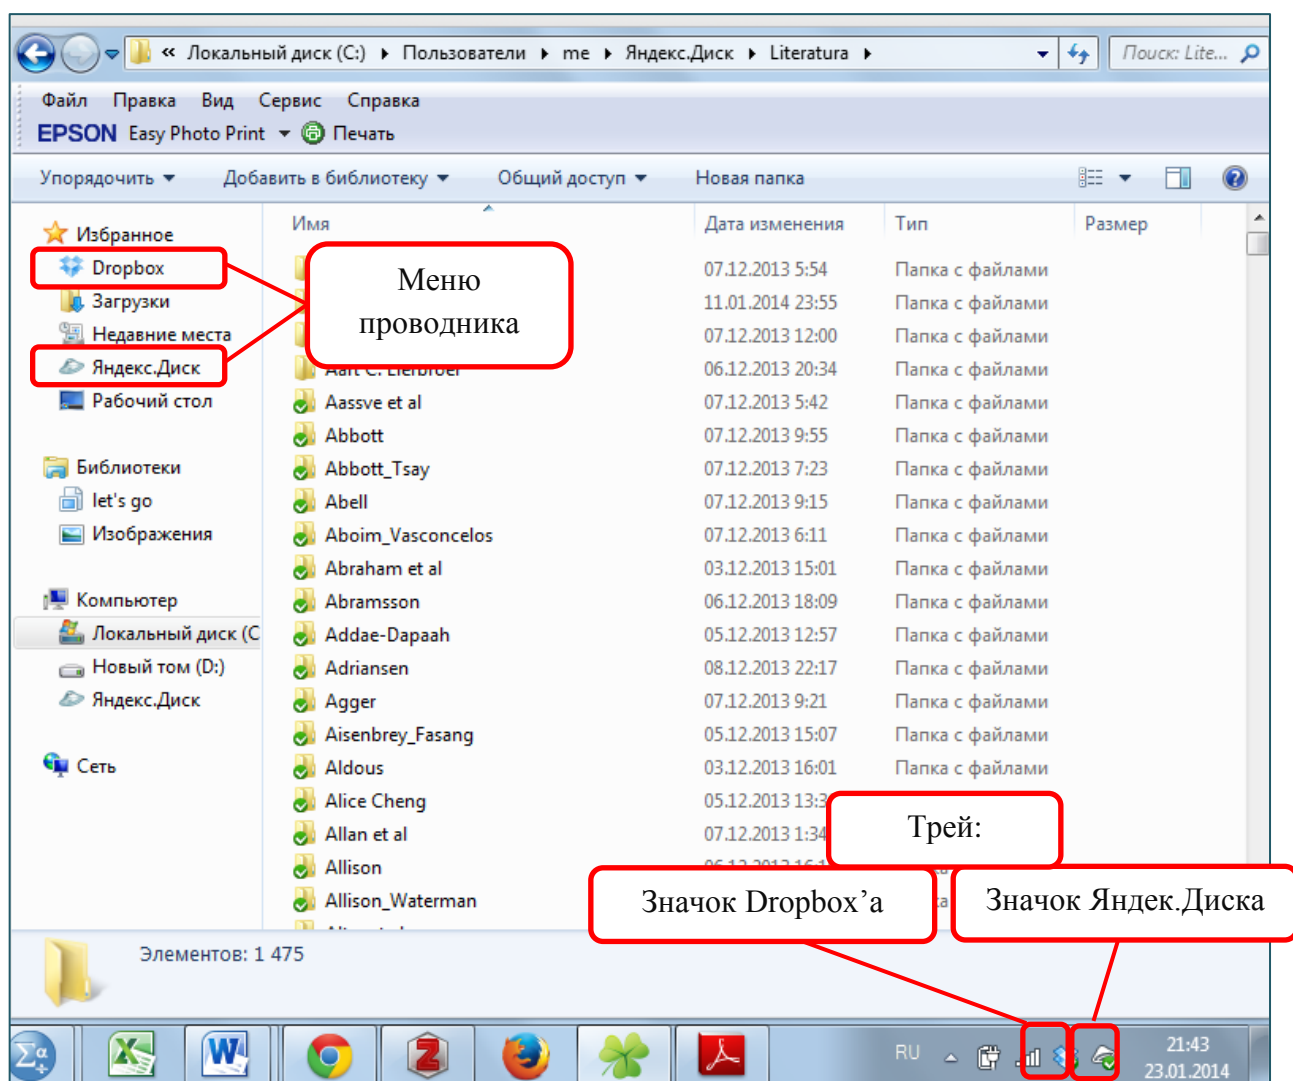 « Локальный диск (C:) ▸ Пользователи ▸ me ▸ Яндекс.Диск ▸ Literatura ▸ Поиск: Lite...
Файл Правка Вид Сервис Справка
EPSON Easy Photo Print Печать
Упорядочить Добавить в библиотеку Общий доступ Новая папка
Имя Дата изменения Тип Размер
Избранное
Dropbox 07.12.2013 5:54 Папка с файлами
Загрузки 11.01.2014 23:55 Папка с файлами
Недавние места 07.12.2013 12:00 Папка с файлами
Яндекс.Диск 06.12.2013 20:34 Папка с файлами
Рабочий стол Aassve et al 07.12.2013 5:42 Папка с файлами
Abbott 07.12.2013 9:55 Папка с файлами
Библиотеки Abbott_Tsay 07.12.2013 7:23 Папка с файлами
let's go Abell 07.12.2013 9:15 Папка с файлами
Изображения Aboim_Vasconcelos 07.12.2013 6:11 Папка с файлами
Abraham et al 03.12.2013 15:01 Папка с файлами
Компьютер Abramsson 06.12.2013 18:09 Папка с файлами
Локальный диск (C Addae-Dapaah 05.12.2013 12:57 Папка с файлами
Новый том (D:) Adriansen 08.12.2013 22:17 Папка с файлами
Яндекс.Диск Agger 07.12.2013 9:21 Папка с файлами
Aisenbrey_Fasang 05.12.2013 15:07 Папка с файлами
Сеть Aldous 03.12.2013 16:01 Папка с файлами
Alice Cheng 05.12.2013 13:3
Allan et al 07.12.2013 1:34
Allison
Allison_Waterman
Меню
проводника
Трей:
Значок Dropbox’а
Значок Яндек.Диска
Элементов: 1 475
RU 21:43
23.01.2014